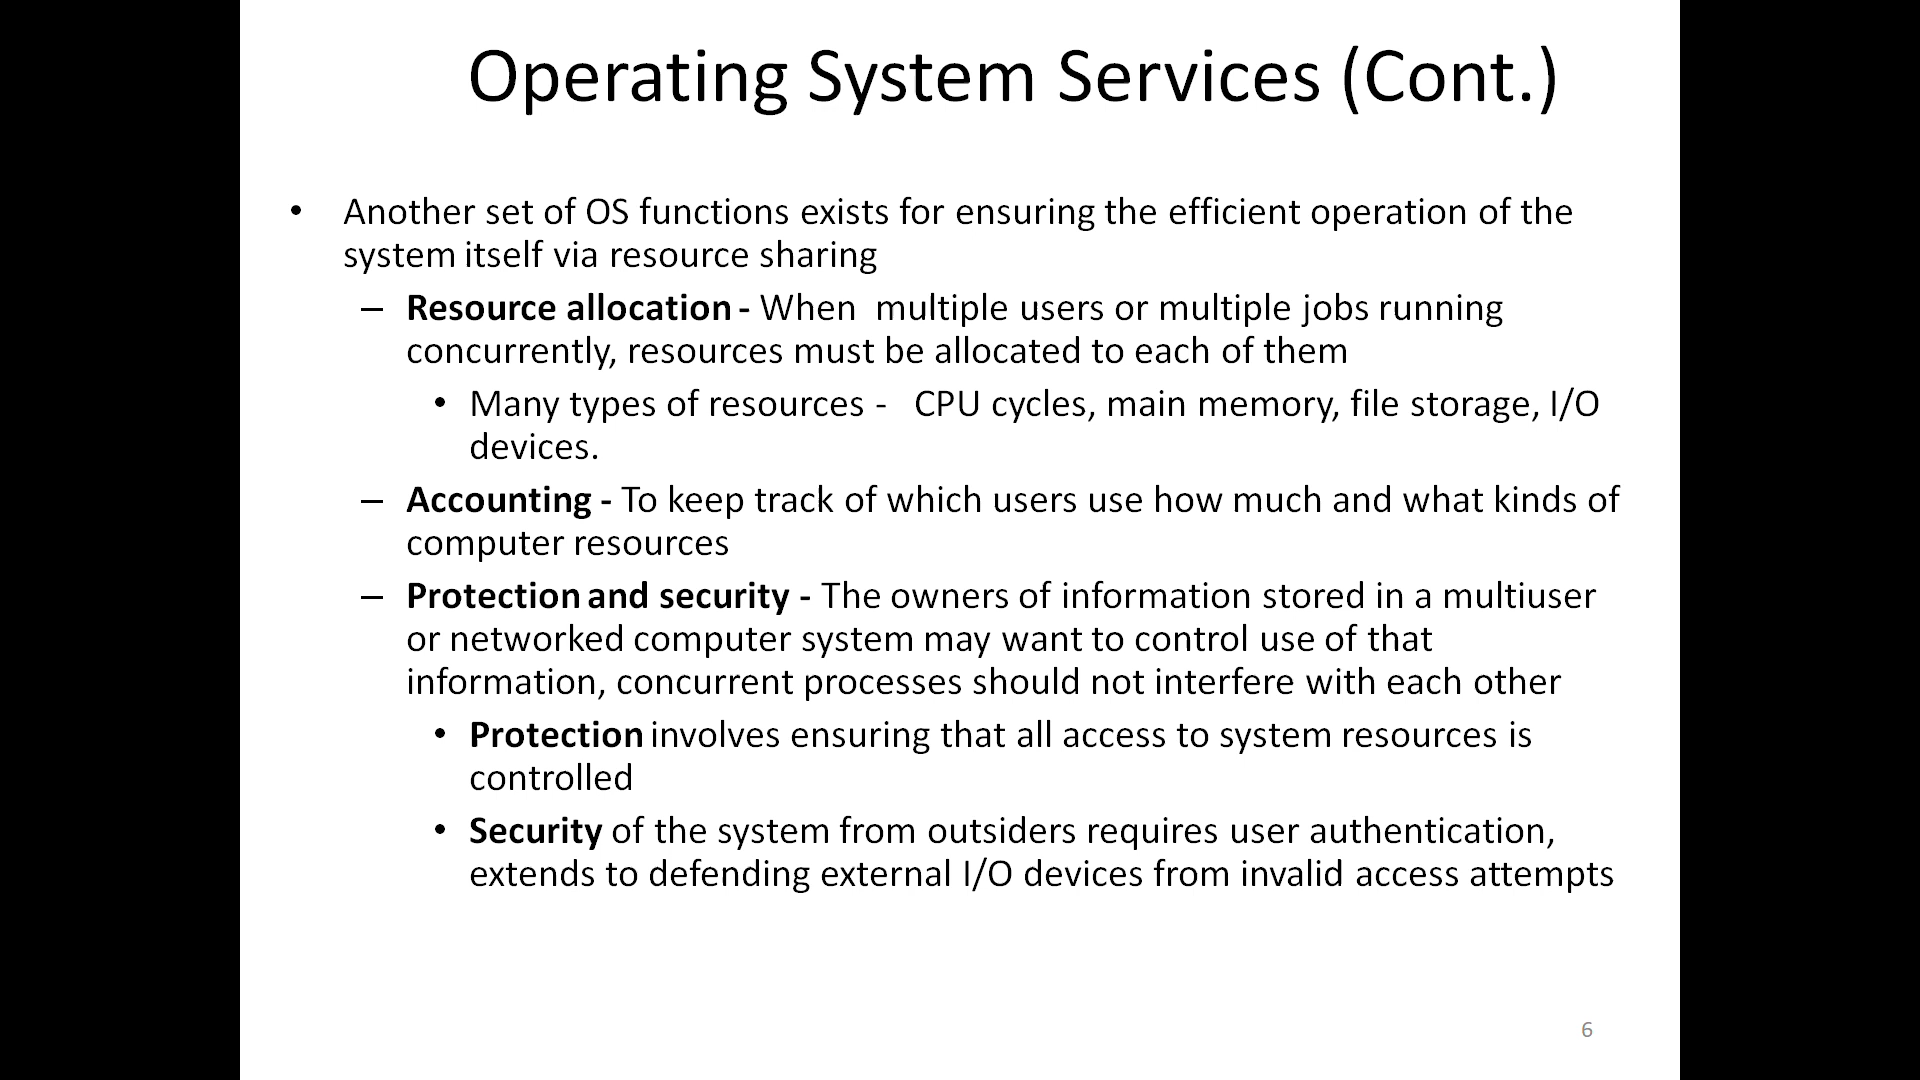 Operating System Services (Cont.)
• Another set of OS functions exists for ensuring the efficient operation of the
system itself via resource sharing
– Resource allocation - When  multiple users or multiple jobs running
concurrently, resources must be allocated to each of them
• Many types of resources -   CPU cycles, main memory, file storage, I/O
devices.
– Accounting - To keep track of which users use how much and what kinds of
computer resources
– Protection and security - The owners of information stored in a multiuser
or networked computer system may want to control use of that
information, concurrent processes should not interfere with each other
• Protection involves ensuring that all access to system resources is
controlled
• Security of the system from outsiders requires user authentication,
extends to defending external I/O devices from invalid access attempts
6